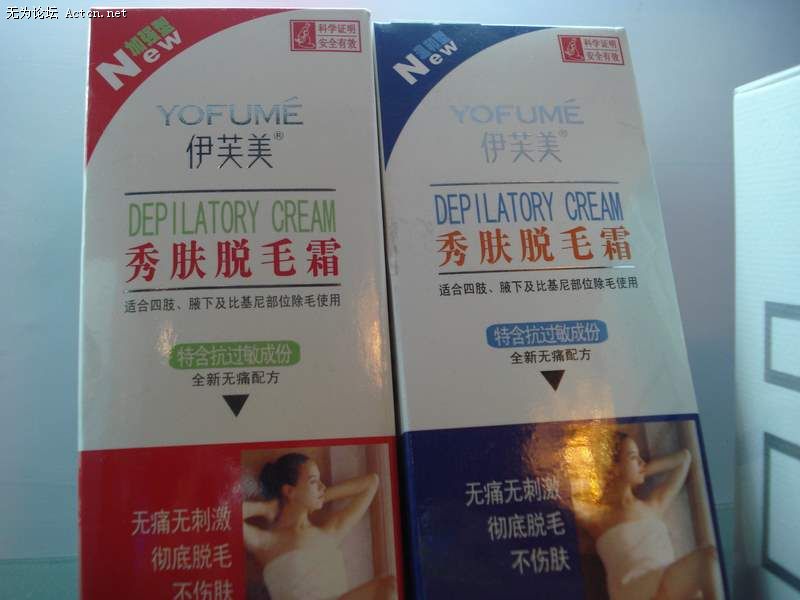 无为论坛 Acton.net
加强型
New
科学证明
安全有效
YOFUMÉ
伊芙美®
DEPILATORY CREAM
秀肤脱毛霜
适合四肢、腋下及比基尼部位除毛使用
特含抗过敏成份
全新无痛配方
无痛无刺激
彻底脱毛
不伤肤
温和型
New
科学证明
安全有效
YOFUMÉ
伊芙美®
DEPILATORY CREAM
秀肤脱毛霜
适合四肢、腋下及比基尼部位除毛使用
特含抗过敏成份
全新无痛配方
无痛无刺激
彻底脱毛
不伤肤